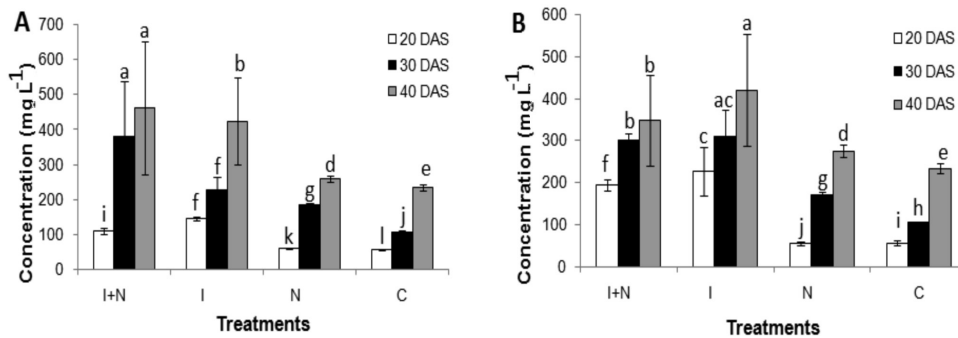 A
700
600
500
400
300
200
100
0
Concentration (mg L-1)
a
a
i
b
f
f
d
g
k
e
j
l
20 DAS
30 DAS
40 DAS
I+N
I
N
C
Treatments
B
600
500
400
300
200
100
0
Concentration (mg L-1)
f
b
b
c
ac
a
j
g
d
i
h
e
20 DAS
30 DAS
40 DAS
I+N
I
N
C
Treatments